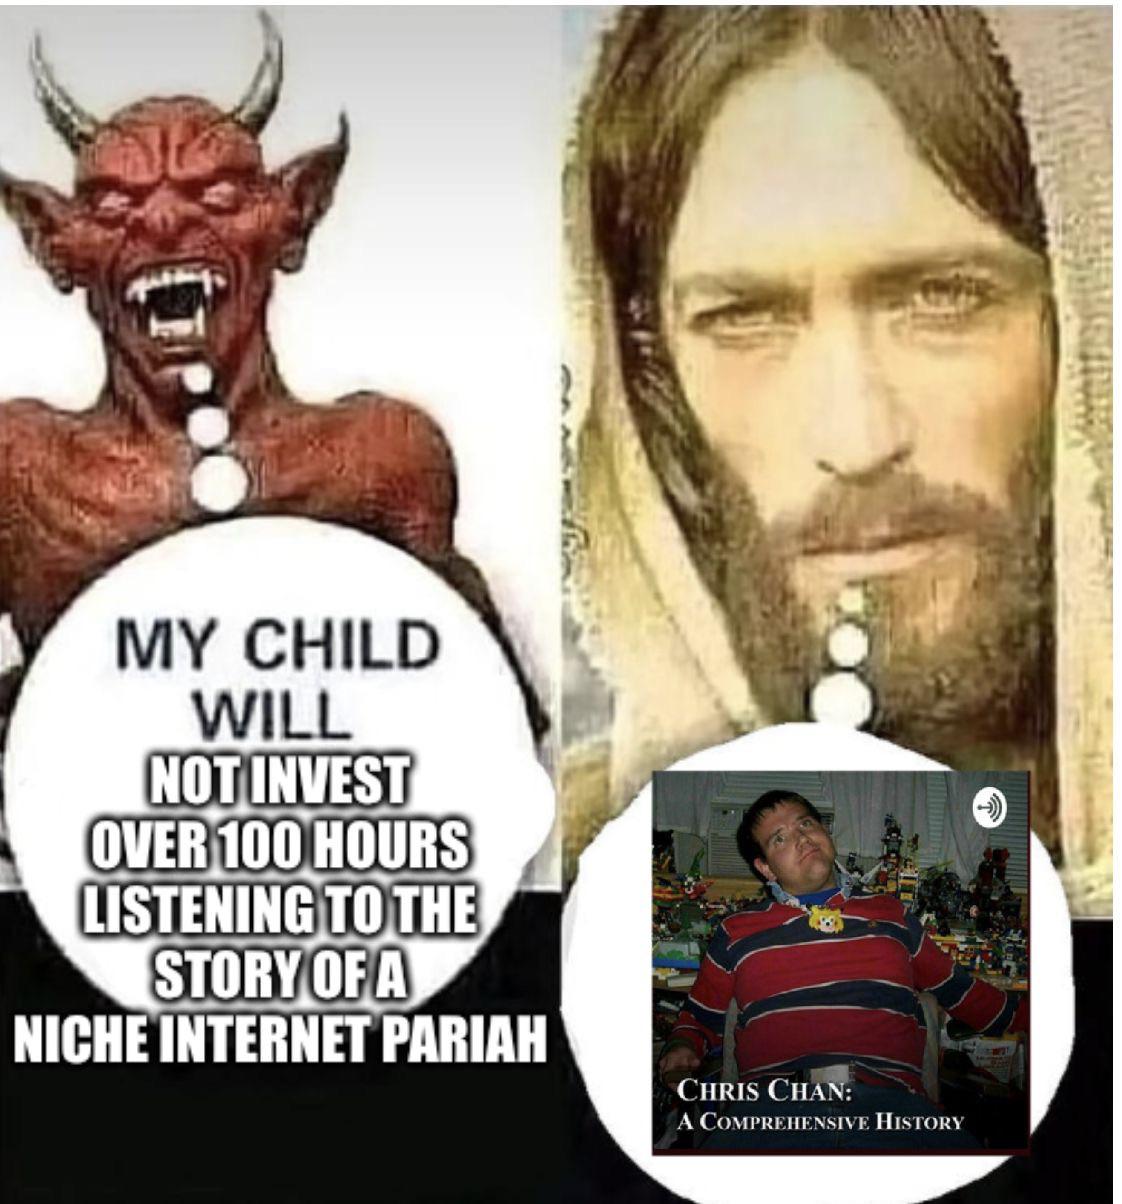 MY CHILD
WILL
NOT INVEST
OVER 100 HOURS
LISTENING TO THE
STORY OF A
NICHE INTERNET PARIAH
CHRIS CHAN:
A COMPREHENSIVE HISTORY